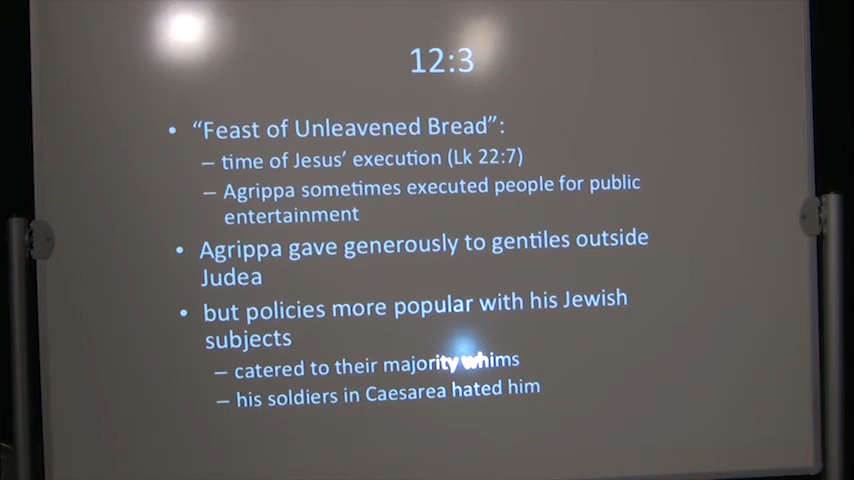 12:3
• “Feast of Unleavened Bread”:
– time of Jesus’ execution (Lk 22:7)
– Agrippa sometimes executed people for public
entertainment
• Agrippa gave generously to gentiles outside
Judea
• but policies more popular with his Jewish
subjects
– catered to their majority whims
– his soldiers in Caesarea hated him